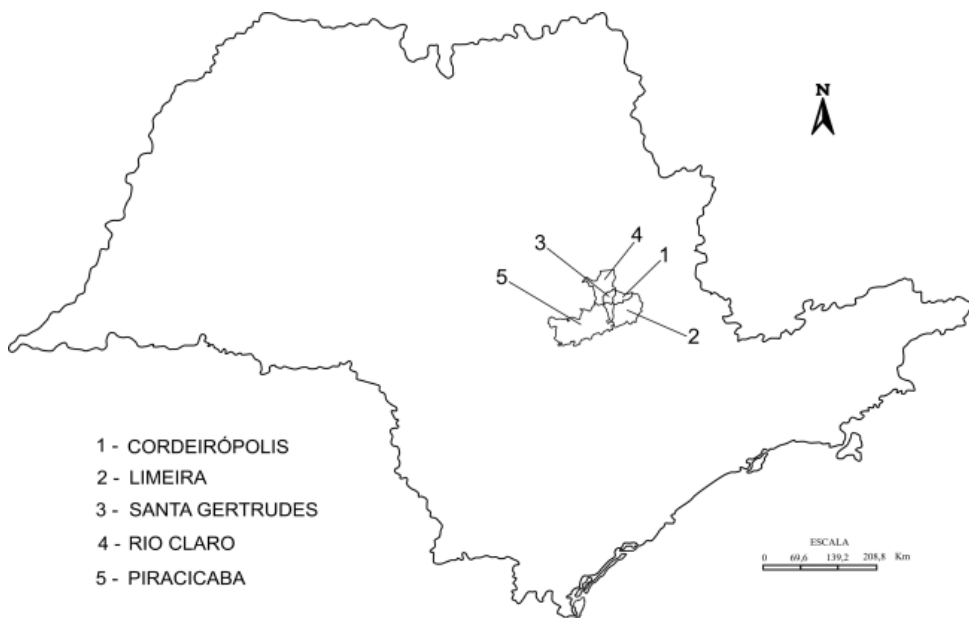 N
4
3
1
5
2
1 - CORDEIRÓPOLIS
2 - LIMEIRA
3 - SANTA GERTRUDES
4 - RIO CLARO
5 - PIRACICABA
ESCALA
0 69,6 139,2 208,8 Km